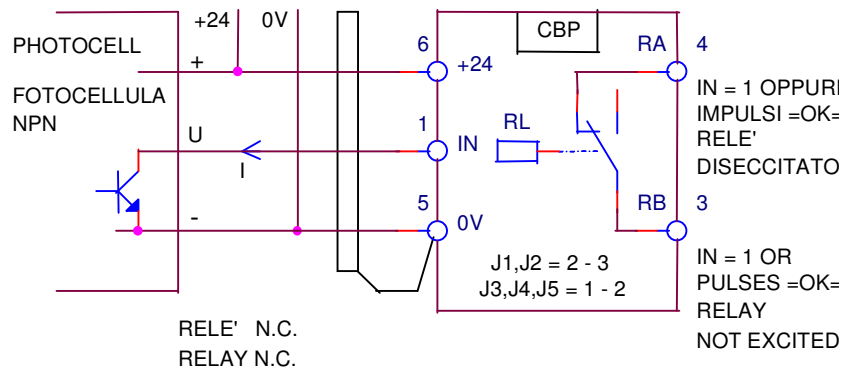 +24 0V
PHOTOCELL
+
FOTOCELLULA
NPN
U
I
-
RELE' N.C.
RELAY N.C.
CBP
6
+24
RA
4
1
IN
RL
5
0V
RB
3
J1,J2 = 2 - 3
J3,J4,J5 = 1 - 2
IN = 1 OPPURI
IMPULSI =OK=
RELE'
DISECCITATO
IN = 1 OR
PULSES =OK=
RELAY
NOT EXCITED